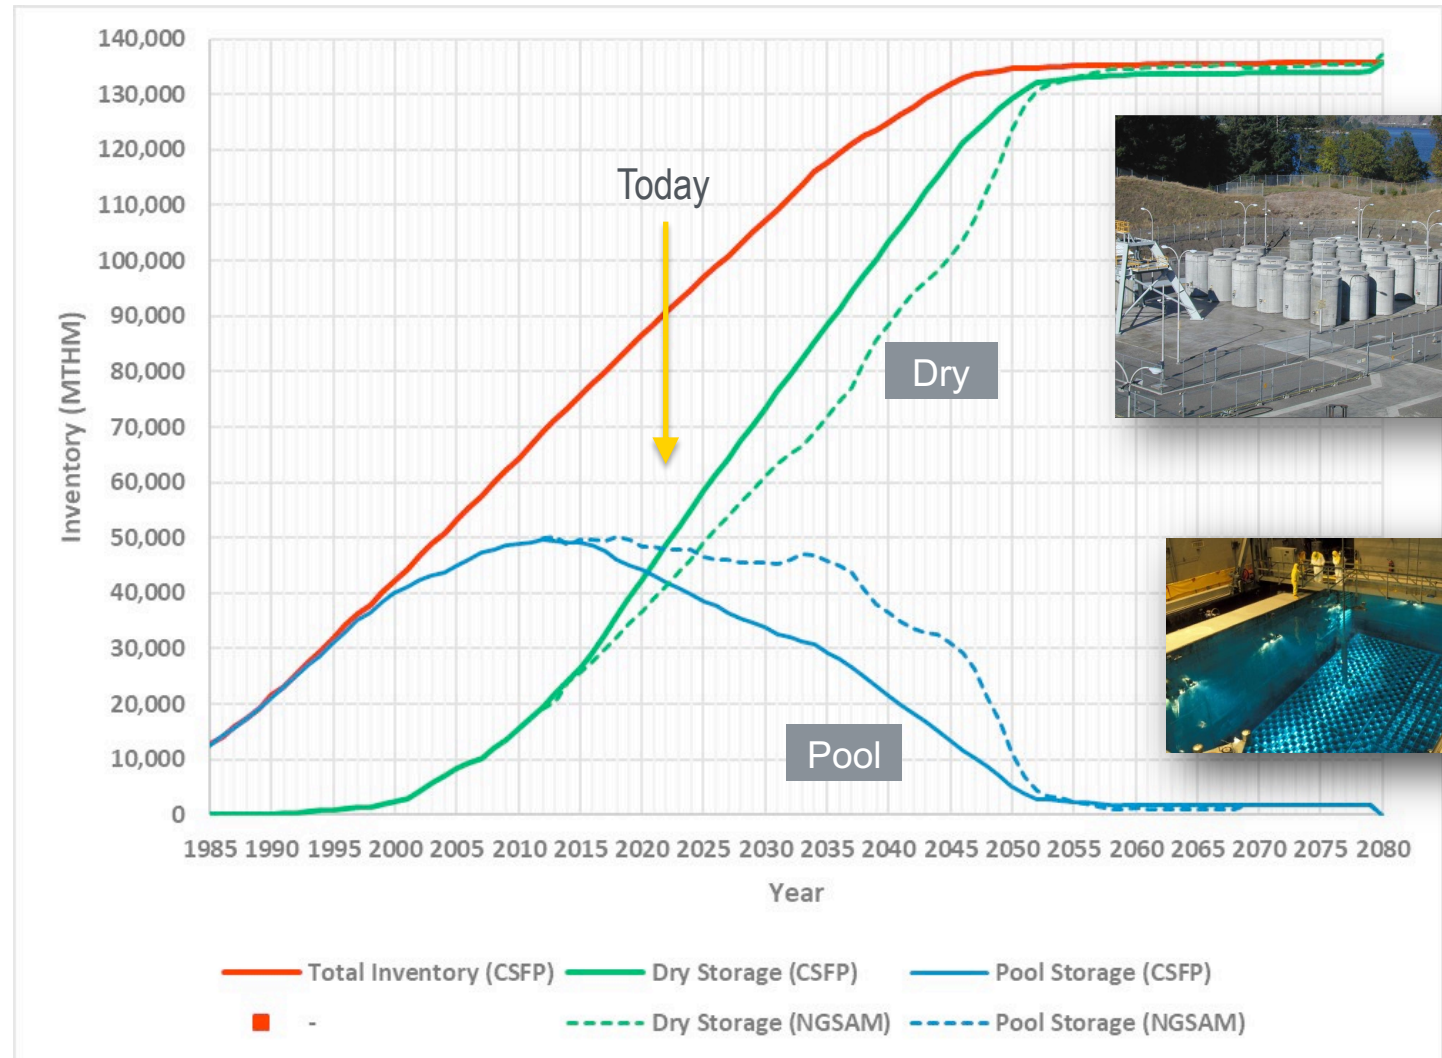 140,000
130,000
120,000
110,000
100,000
90,000
80,000
70,000
60,000
50,000
40,000
30,000
20,000
10,000
0
Inventory (MTHM)
Today
Dry
Pool
1985 1990 1995 2000 2005 2010 2015 2020 2025 2030 2035 2040 2045 2050 2055 2060 2065 2070 2075 2080
Year
Total Inventory (CSFP) Dry Storage (CSFP) Pool Storage (CSFP)
- Dry Storage (NGSAM) Pool Storage (NGSAM)